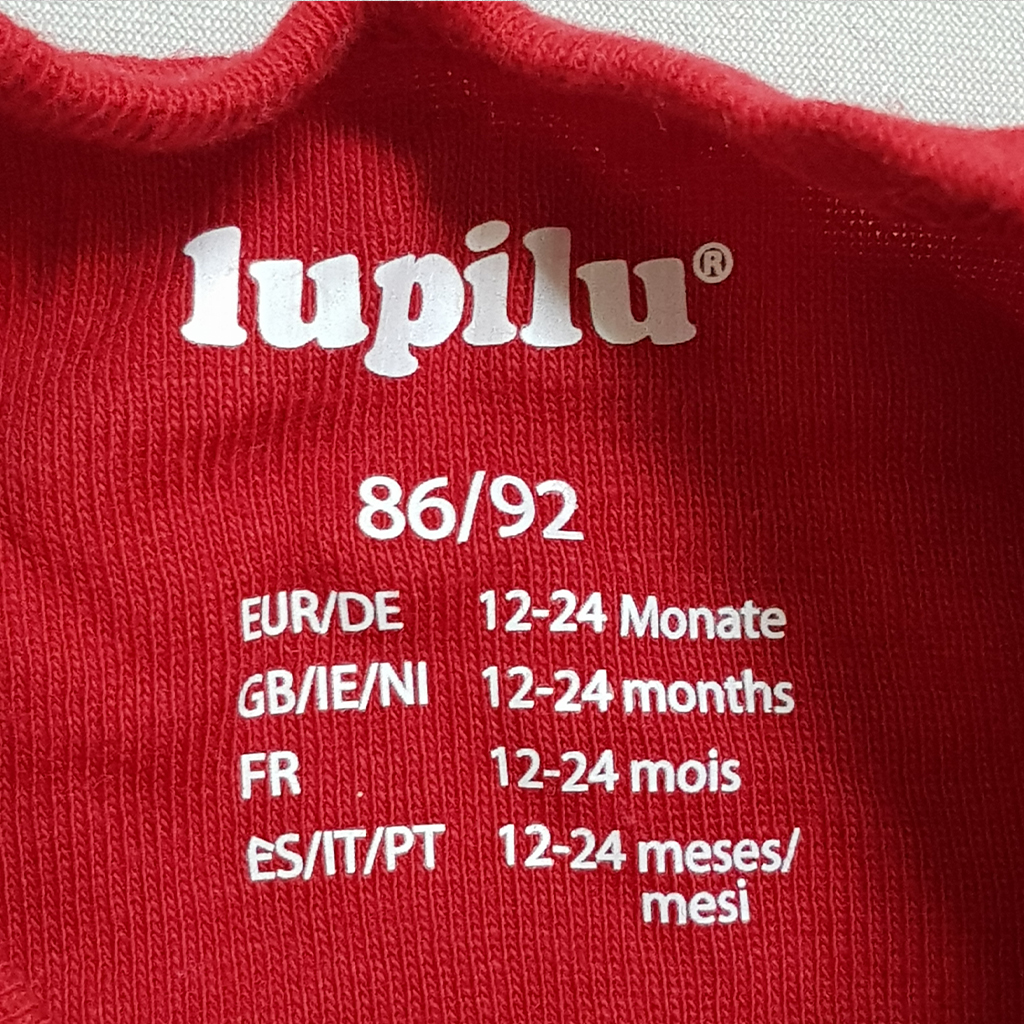 lupilu®
86/92
EUR/DE 12-24 Monate
GB/IE/NI 12-24 months
FR 12-24 mois
ES/IT/PT 12-24 meses/
mesi